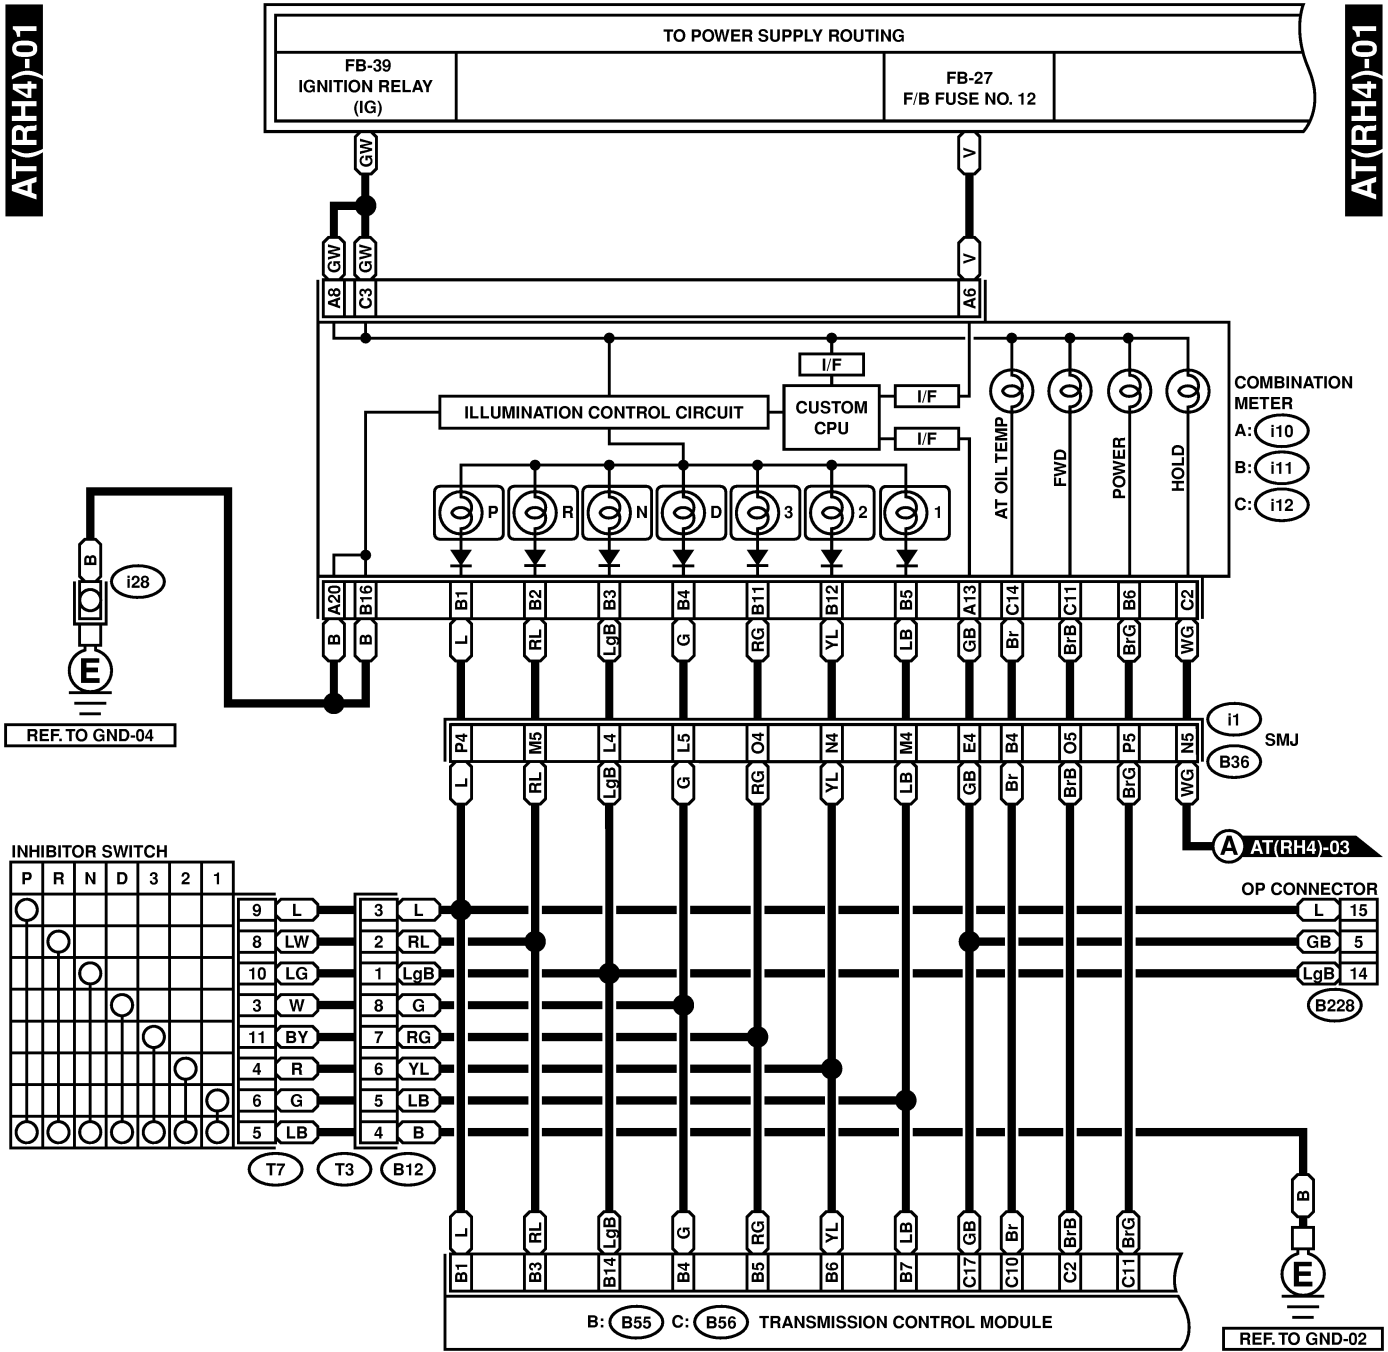 AT(RH4)-01
AT(RH4)-01
TO POWER SUPPLY ROUTING
FB-39
IGNITION RELAY
(IG)
FB-27
F/B FUSE NO. 12
GW
V
GW
GW
V
A8
C3
A6
I/F
I/F
I/F
ILLUMINATION CONTROL CIRCUIT
CUSTOM
CPU
AT OIL TEMP
FWD
POWER
HOLD
COMBINATION
METER
A: i10
B: i11
C: i12
P
R
N
D
3
2
1
B
i28
E
REF. TO GND-04
A20
B16
B1
B2
B3
B4
B11
B12
B5
A13
C14
C11
B6
C2
B
B
L
RL
LgB
G
RG
YL
LB
GB
Br
BrB
BrG
WG
P4
M5
L4
L5
O4
N4
M4
E4
B4
O5
P5
N5
i1
SMJ
B36
L
RL
LgB
G
RG
YL
LB
GB
Br
BrB
BrG
WG
A
AT(RH4)-03
INHIBITOR SWITCH
P R N D 3 2 1
9 L 3 L
8 LW 2 RL
10 LG 1 LgB
3 W 8 G
11 BY 7 RG
4 R 6 YL
6 G 5 LB
5 LB 4 B
T7
T3
B12
OP CONNECTOR
L 15
GB 5
LgB 14
B228
B
E
REF. TO GND-02
L
RL
LgB
G
RG
YL
LB
GB
Br
BrB
BrG
B1
B3
B14
B4
B5
B6
B7
C17
C10
C2
C11
B: B55 C: B56 TRANSMISSION CONTROL MODULE